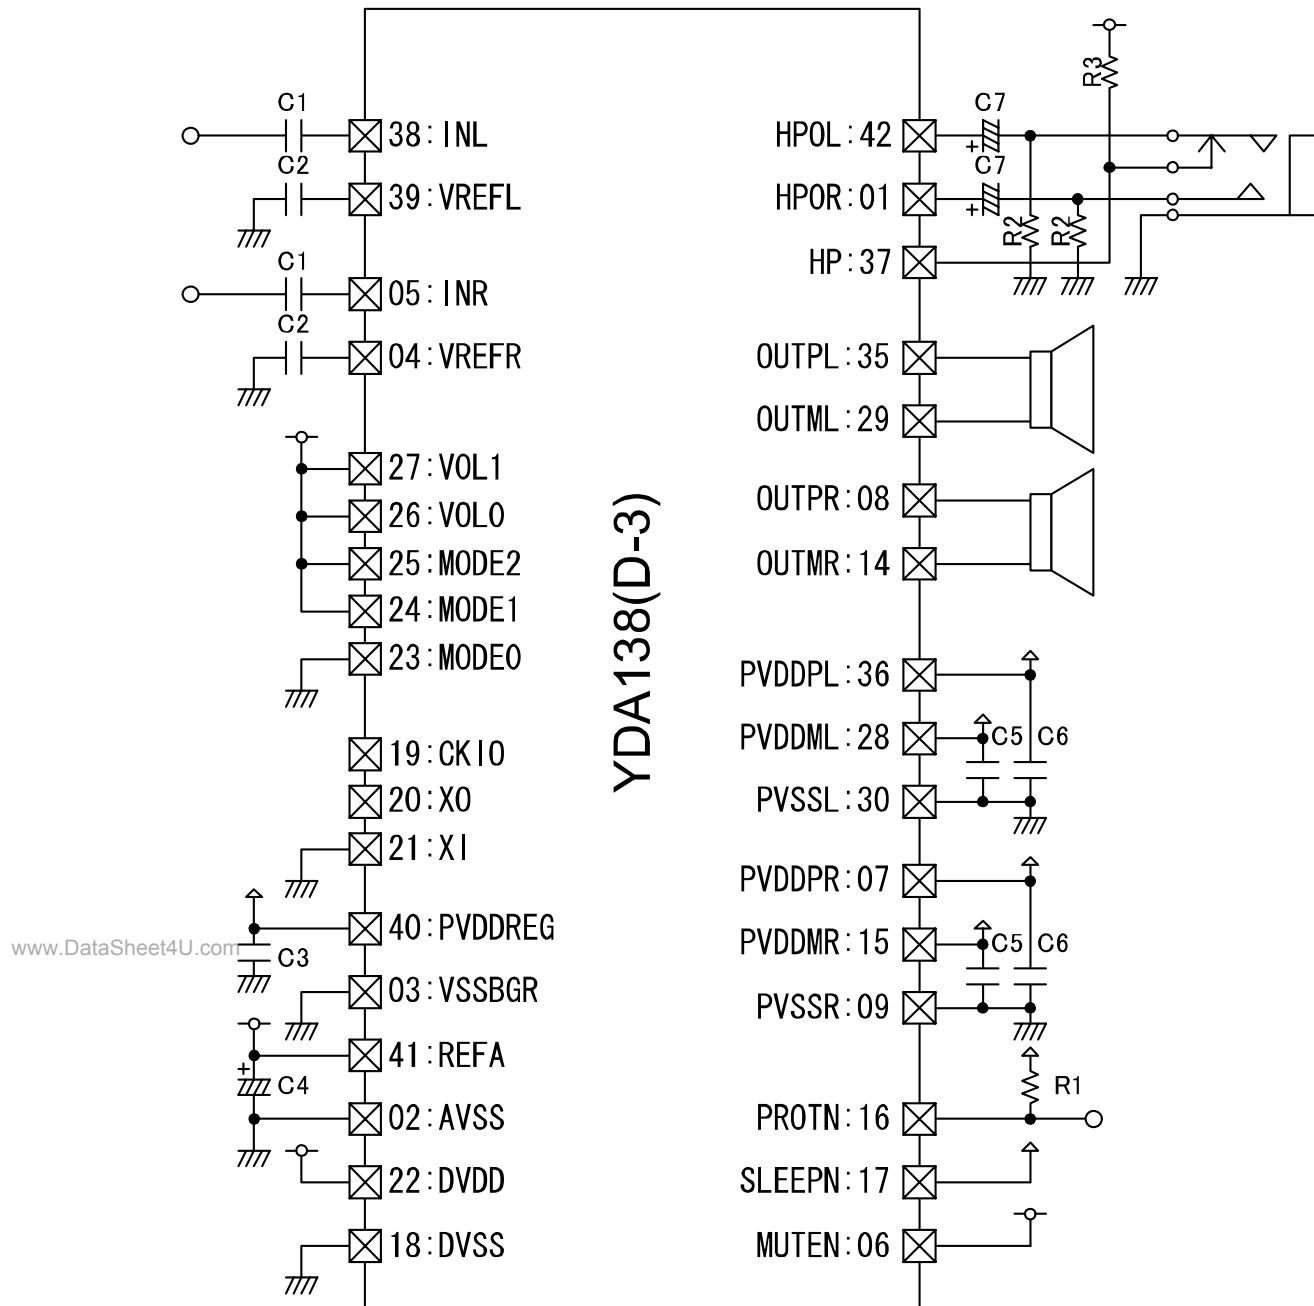 C1
38:INL
C2
39:VREFL
C1
05:INR
C2
04:VREFR
27:VOL1
26:VOL0
25:MODE2
24:MODE1
23:MODE0
19:CKIO
20:XO
21:XI
40:PVDDREG
www.DataSheet4U.com
C3
03:VSSBGR
41:REFA
+
C4
02:AVSS
22:DVDD
18:DVSS
YDA138(D-3)
R3
C7
HPOL:42
+
C7
HPOR:01
+
R2
R2
HP:37
OUTPL:35
OUTML:29
OUTPR:08
OUTMR:14
PVDDPL:36
PVDDML:28
C5
C6
PVSSL:30
PVDDPR:07
PVDDMR:15
C5
C6
PVSSR:09
R1
PROTN:16
SLEEPN:17
MUTEN:06